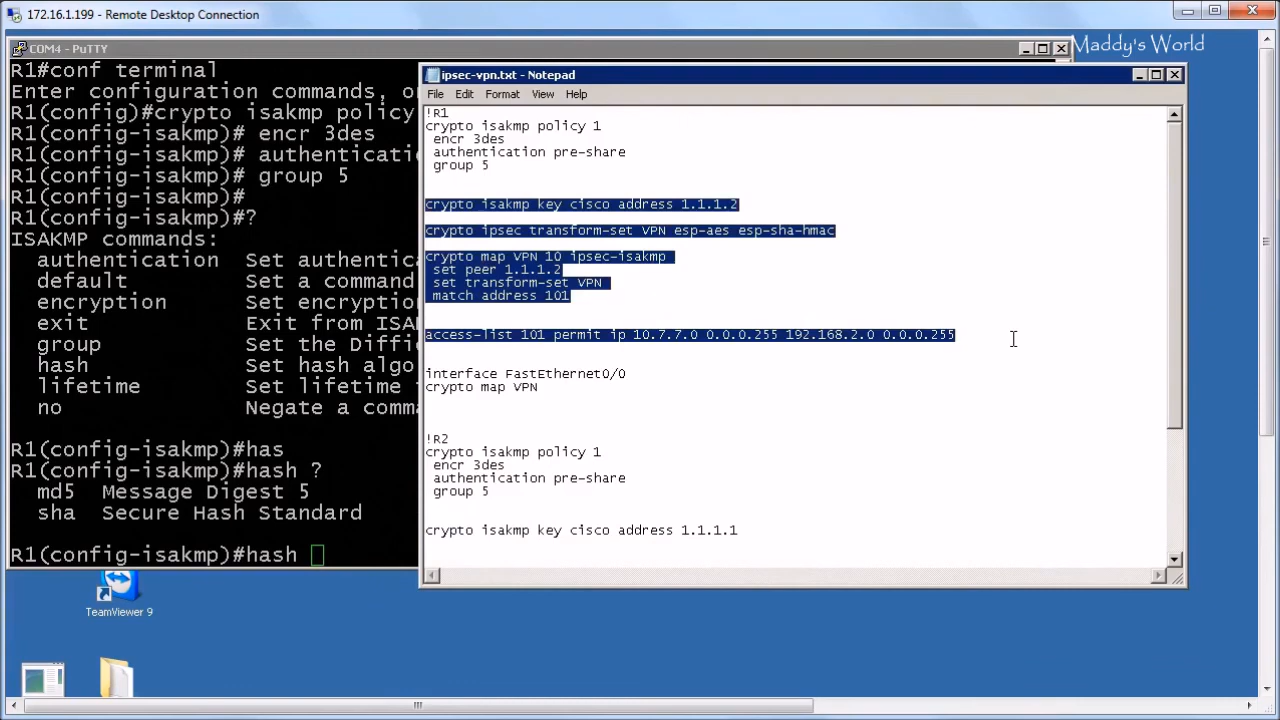 172.16.1.199 - Remote Desktop Connection
Maddy's World
COM4 - PuTTY
R1#conf terminal
Enter configuration commands, o
R1(config)#crypto isakmp policy
R1(config-isakmp)# encr 3des
R1(config-isakmp)# authenticati
R1(config-isakmp)# group 5
R1(config-isakmp)#
R1(config-isakmp)#?
ISAKMP commands:
authentication Set authentica
default Set a command
encryption Set encryption
exit Exit from ISA
group Set the Diffi
hash Set hash algo
lifetime Set lifetime
no Negate a comma
R1(config-isakmp)#has
R1(config-isakmp)#hash ?
md5 Message Digest 5
sha Secure Hash Standard
R1(config-isakmp)#hash
ipsec-vpn.txt - Notepad
File Edit Format View Help
!R1
crypto isakmp policy 1
encr 3des
authentication pre-share
group 5
crypto isakmp key cisco address 1.1.1.2
crypto ipsec transform-set VPN esp-aes esp-sha-hmac
crypto map VPN 10 ipsec-isakmp
set peer 1.1.1.2
set transform-set VPN
match address 101
access-list 101 permit ip 10.7.7.0 0.0.0.255 192.168.2.0 0.0.0.255
interface FastEthernet0/0
crypto map VPN
!R2
crypto isakmp policy 1
encr 3des
authentication pre-share
group 5
crypto isakmp key cisco address 1.1.1.1
TeamViewer 9